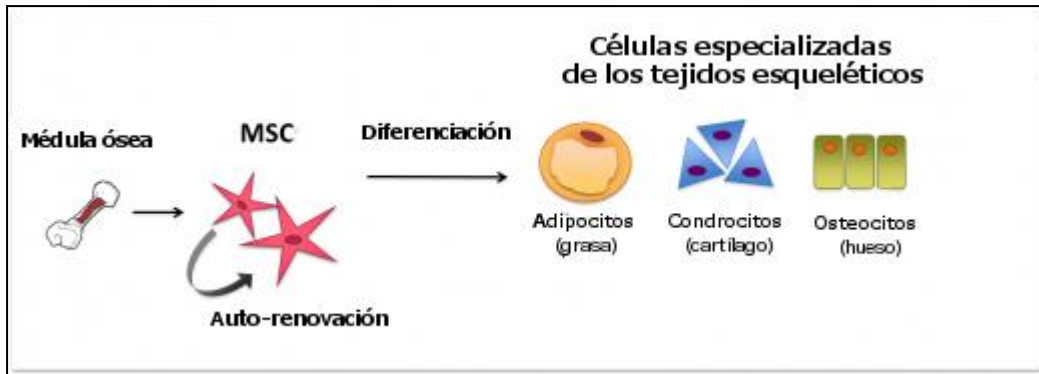 Células especializadas
de los tejidos esqueléticos
Médula ósea
MSC
Diferenciación
Auto-renovación
Adipocitos
(grasa)
Condrocitos
(cartílago)
Osteocitos
(hueso)